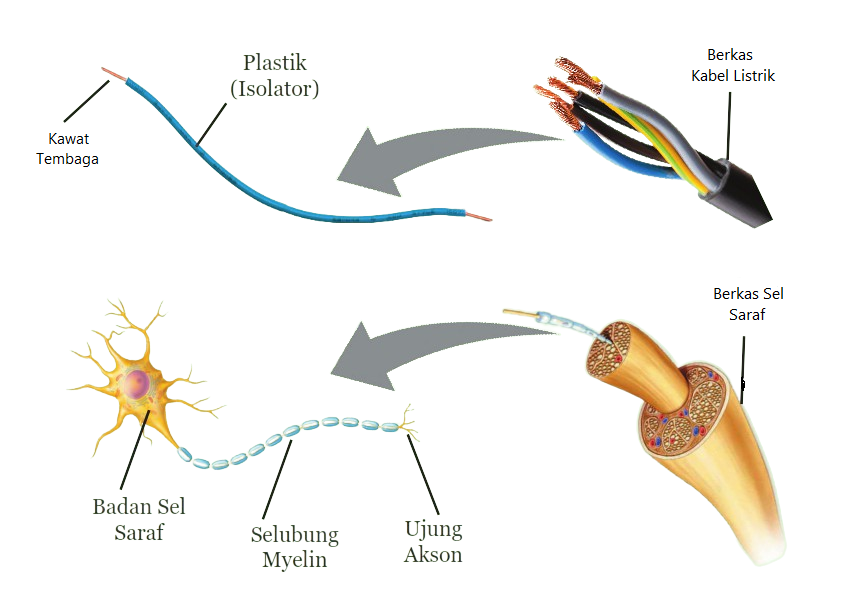 Plastik
(Isolator)
Berkas
Kabel Listrik
Kawat
Tembaga
Berkas Sel
Saraf
Badan Sel
Saraf
Selubung
Myelin
Ujung
Akson